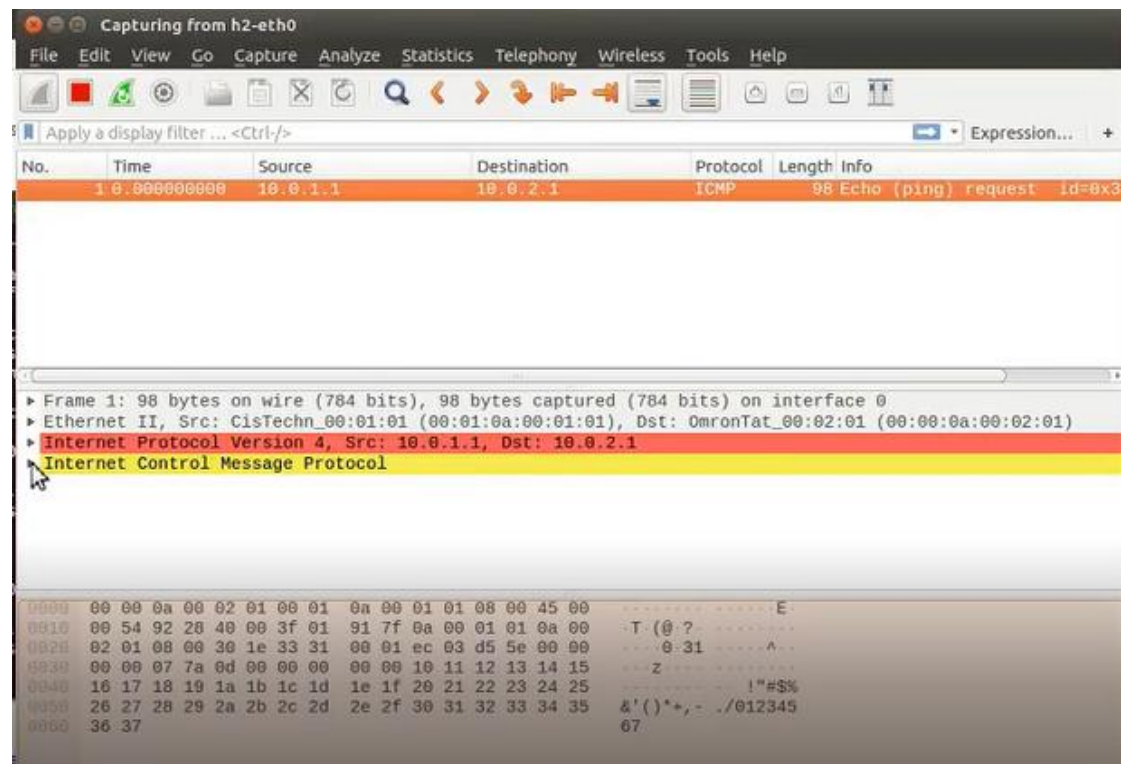 Capturing from h2-eth0
File Edit View Go Capture Analyze Statistics Telephony Wireless Tools Help
Apply a display filter ... <Ctrl-/> Expression... +
No. Time Source Destination Protocol Length Info
1 0.000000000 10.0.1.1 10.0.2.1 ICMP 98 Echo (ping) request id=0x3
Frame 1: 98 bytes on wire (784 bits), 98 bytes captured (784 bits) on interface 0
Ethernet II, Src: CisTechn_00:01:01 (00:01:0a:00:01:01), Dst: OmronTat_00:02:01 (00:00:0a:00:02:01)
Internet Protocol Version 4, Src: 10.0.1.1, Dst: 10.0.2.1
Internet Control Message Protocol
0000 00 00 0a 00 02 01 00 01 0a 00 01 01 08 00 45 00 ········ ······E·
0010 00 54 92 28 40 00 3f 01 91 7f 0a 00 01 01 0a 00 ·T·(@·?· ········
0020 02 01 08 00 30 1e 33 31 00 01 ec 03 d5 5e 00 00 ····0·31 ·····^··
0030 00 00 07 7a 0d 00 00 00 00 00 10 11 12 13 14 15 ···z···· ········
0040 16 17 18 19 1a 1b 1c 1d 1e 1f 20 21 22 23 24 25 ········ ·· !"#$%
0050 26 27 28 29 2a 2b 2c 2d 2e 2f 30 31 32 33 34 35 &'()*+,- ./012345
0060 36 37 67